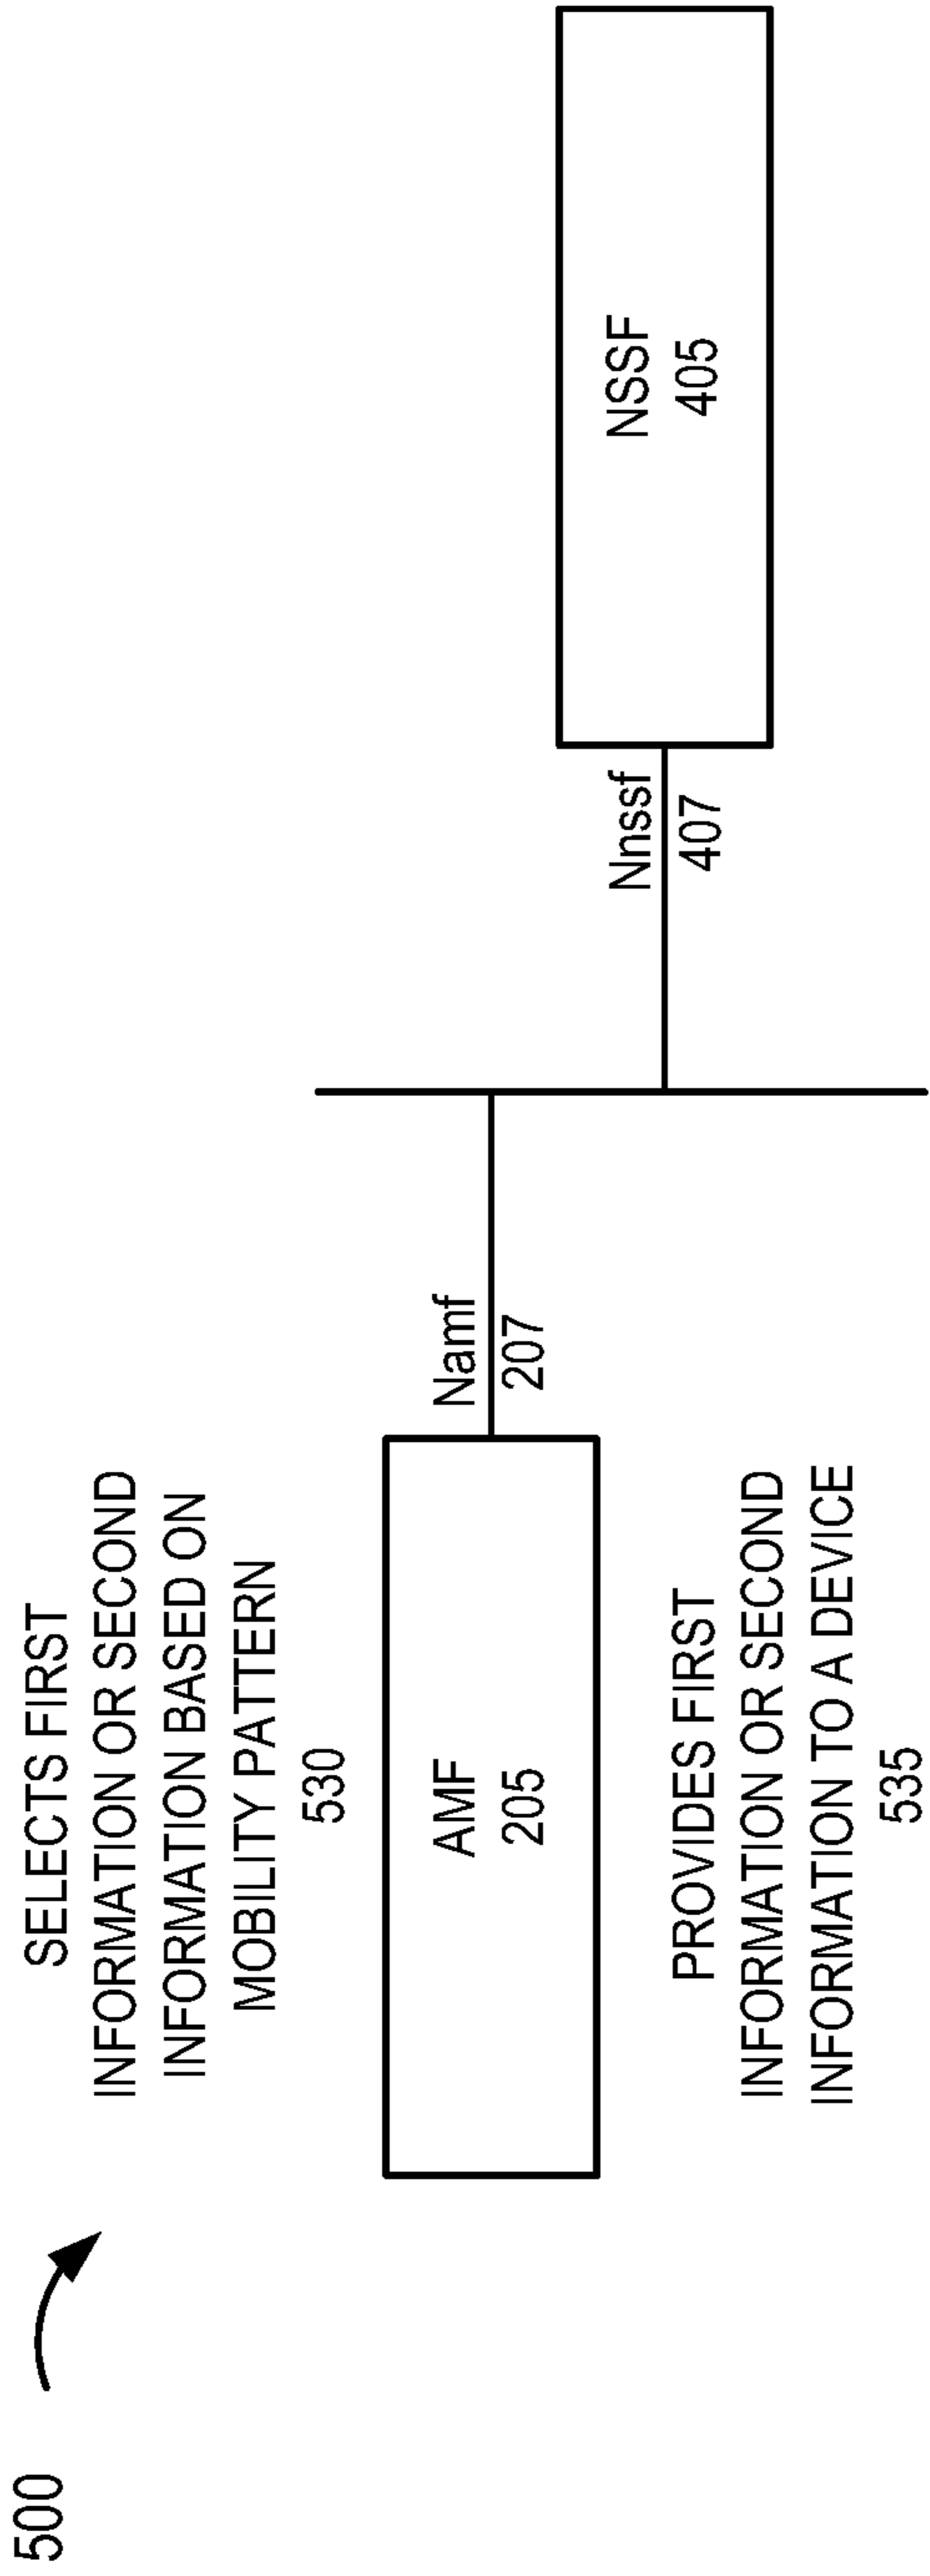 500
SELECTS FIRST
INFORMATION OR SECOND
INFORMATION BASED ON
MOBILITY PATTERN
530
AMF
205
Namf
207
PROVIDES FIRST
INFORMATION OR SECOND
INFORMATION TO A DEVICE
535
Nnssf
407
NSSF
405